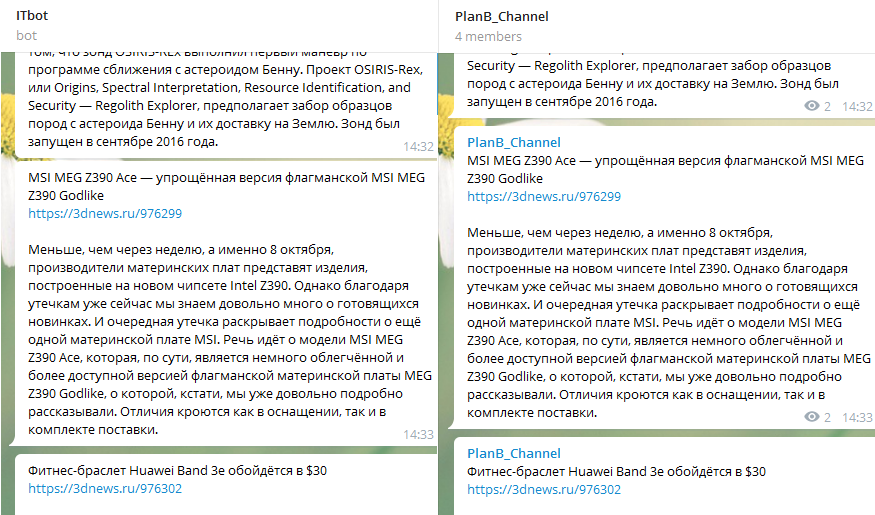 ITbot
bot
том, что зонд OSIRIS-REx выполнил первый манёвр по
программе сближения с астероидом Бенну. Проект OSIRIS-Rex,
или Origins, Spectral Interpretation, Resource Identification, and
Security — Regolith Explorer, предполагает забор образцов
пород с астероида Бенну и их доставку на Землю. Зонд был
запущен в сентябре 2016 года.
14:32
MSI MEG Z390 Ace — упрощённая версия флагманской MSI MEG
Z390 Godlike
https://3dnews.ru/976299
Меньше, чем через неделю, а именно 8 октября,
производители материнских плат представят изделия,
построенные на новом чипсете Intel Z390. Однако благодаря
утечкам уже сейчас мы знаем довольно много о готовящихся
новинках. И очередная утечка раскрывает подробности о ещё
одной материнской плате MSI. Речь идёт о модели MSI MEG
Z390 Ace, которая, по сути, является немного облегчённой и
более доступной версией флагманской материнской платы MEG
Z390 Godlike, о которой, кстати, мы уже довольно подробно
рассказывали. Отличия кроются как в оснащении, так и в
комплекте поставки.
14:33
Фитнес-браслет Huawei Band 3e обойдётся в $30
https://3dnews.ru/976302
PlanB_Channel
4 members
Security — Regolith Explorer, предполагает забор образцов
пород с астероида Бенну и их доставку на Землю. Зонд был
запущен в сентябре 2016 года.
2 14:32
PlanB_Channel
MSI MEG Z390 Ace — упрощённая версия флагманской MSI MEG
Z390 Godlike
https://3dnews.ru/976299
Меньше, чем через неделю, а именно 8 октября,
производители материнских плат представят изделия,
построенные на новом чипсете Intel Z390. Однако благодаря
утечкам уже сейчас мы знаем довольно много о готовящихся
новинках. И очередная утечка раскрывает подробности о ещё
одной материнской плате MSI. Речь идёт о модели MSI MEG
Z390 Ace, которая, по сути, является немного облегчённой и
более доступной версией флагманской материнской платы MEG
Z390 Godlike, о которой, кстати, мы уже довольно подробно
рассказывали. Отличия кроются как в оснащении, так и в
комплекте поставки.
2 14:33
PlanB_Channel
Фитнес-браслет Huawei Band 3e обойдётся в $30
https://3dnews.ru/976302